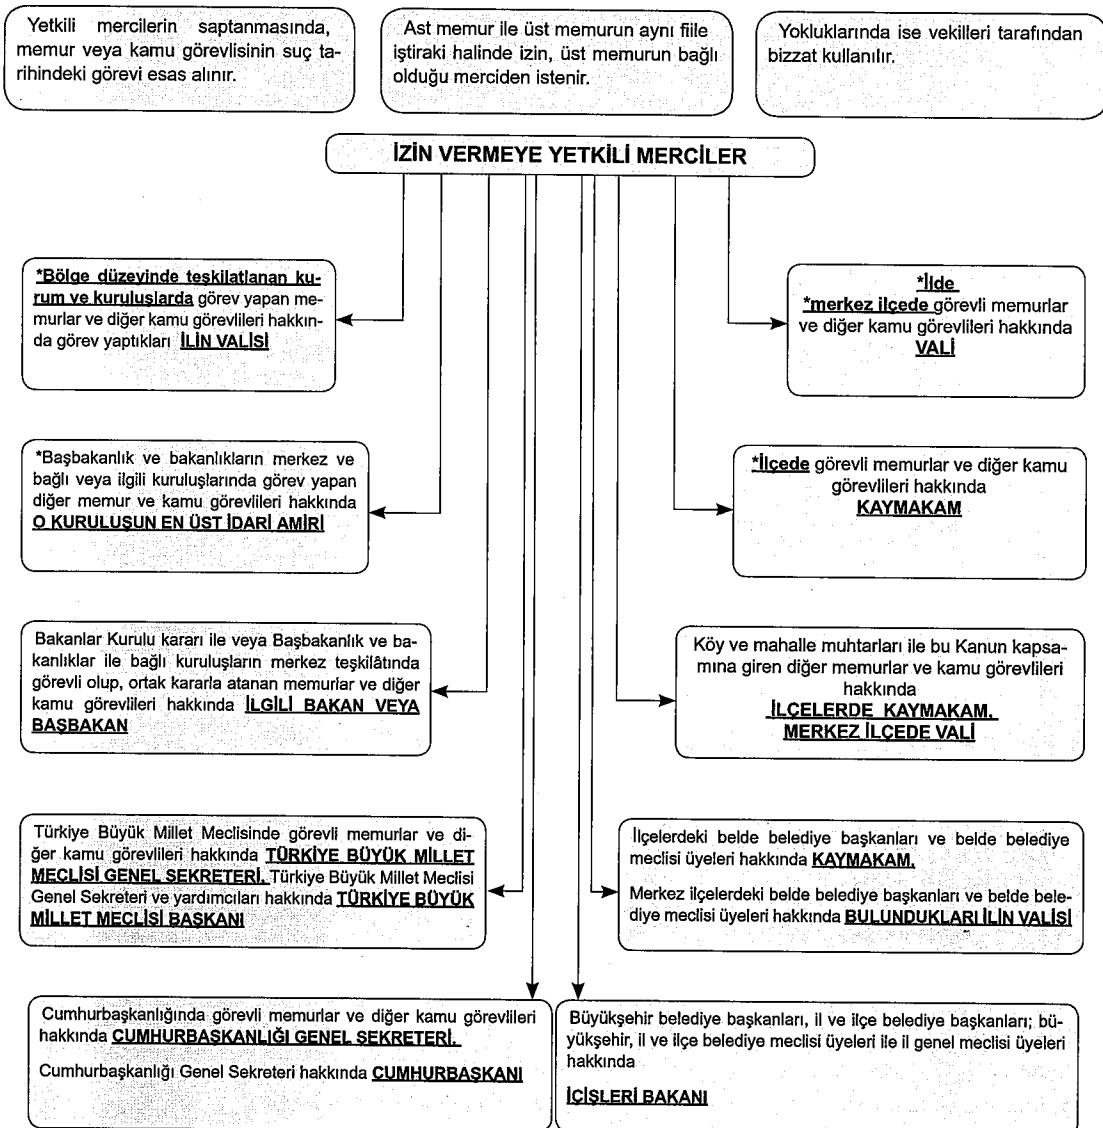 Yetkili mercilerin saptanmasında,
memur veya kamu görevlisinin suç ta-
rihindeki görevi esas alınır.
Ast memur ile üst memurun aynı fiile
iştiraki halinde izin, üst memurun bağlı
olduğu merciden istenir.
Yokluklarında ise vekilleri tarafından
bizzat kullanılır.
İZİN VERMEYE YETKİLİ MERCİLER
*Bölge düzeyinde teşkilatlanan ku-
rum ve kuruluşlarda görev yapan me-
murlar ve diğer kamu görevlileri hakkın-
da görev yaptıkları İLİN VALİSİ
*İlde
*merkez ilçede görevli memurlar
ve diğer kamu görevlileri hakkında
VALİ
*Başbakanlık ve bakanlıkların merkez ve
bağlı veya ilgili kuruluşlarında görev yapan
diğer memur ve kamu görevlileri hakkında
O KURULUŞUN EN ÜST İDARİ AMİRİ
*İlçede görevli memurlar ve diğer kamu
görevlileri hakkında
KAYMAKAM
Bakanlar Kurulu kararı ile veya Başbakanlık ve ba-
kanlıklar ile bağlı kuruluşların merkez teşkilâtında
görevli olup, ortak kararla atanan memurlar ve diğer
kamu görevlileri hakkında İLGİLİ BAKAN VEYA
BAŞBAKAN
Köy ve mahalle muhtarları ile bu Kanun kapsa-
mına giren diğer memurlar ve kamu görevlileri
hakkında
İLÇELERDE KAYMAKAM,
MERKEZ İLÇEDE VALİ
Türkiye Büyük Millet Meclisinde görevli memurlar ve di-
ğer kamu görevlileri hakkında TÜRKİYE BÜYÜK MİLLET
MECLİSİ GENEL SEKRETERİ. Türkiye Büyük Millet Meclisi
Genel Sekreteri ve yardımcıları hakkında TÜRKİYE BÜYÜK
MİLLET MECLİSİ BAŞKANI
İlçelerdeki belde belediye başkanları ve belde belediye
meclisi üyeleri hakkında KAYMAKAM,
Merkez ilçelerdeki belde belediye başkanları ve belde bele-
diye meclisi üyeleri hakkında BULUNDUKLARI İLİN VALİSİ
Cumhurbaşkanlığında görevli memurlar ve diğer kamu görevlileri
hakkında CUMHURBAŞKANLIĞI GENEL SEKRETERİ.
Cumhurbaşkanlığı Genel Sekreteri hakkında CUMHURBAŞKANI
Büyükşehir belediye başkanları, il ve ilçe belediye başkanları; bü-
yükşehir, il ve ilçe belediye meclisi üyeleri ile il genel meclisi üyeleri
hakkında
İÇİŞLERİ BAKANI